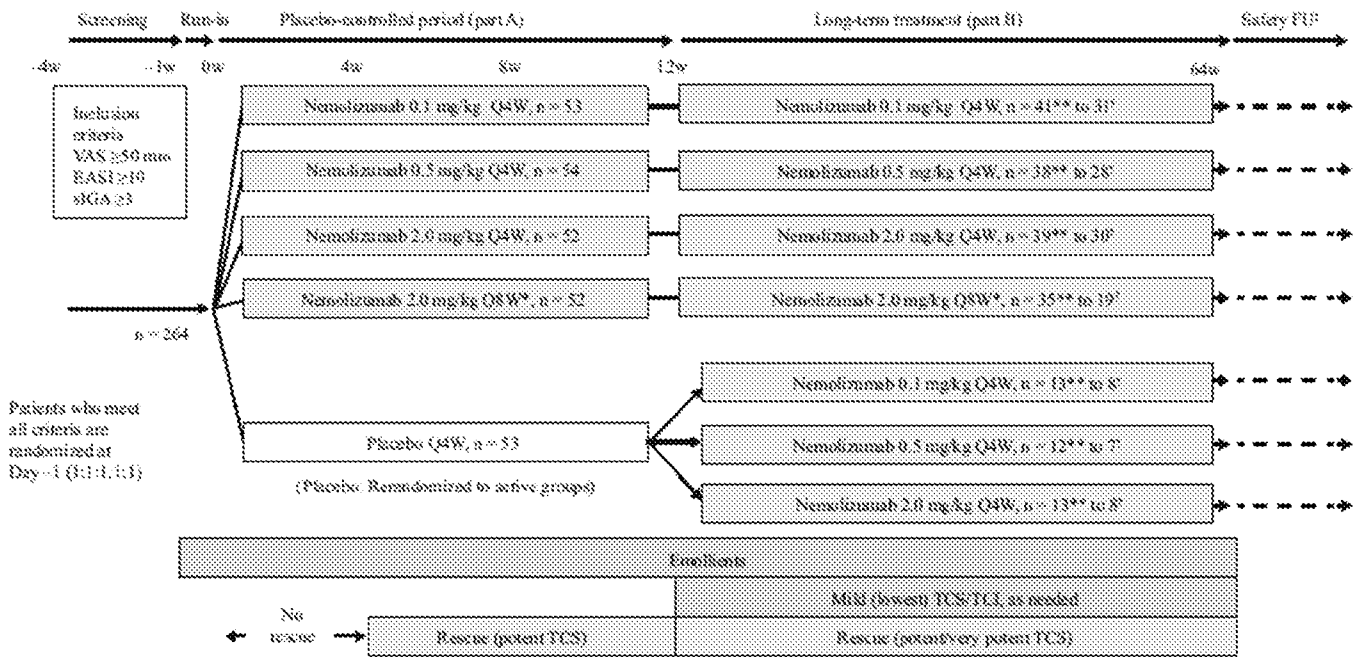 Screening Run-in Placebo-controlled period (part A) Long-term treatment (part B) Safety FUP
-4w -1w 0w 4w 8w 12w 64w
Inclusion
criteria
VAS ≥50 mm
EASI ≥10
sIGA ≥3
Nemolizumab 0.1 mg/kg Q4W, n = 53
Nemolizumab 0.1 mg/kg Q4W, n = 41** to 31†
Nemolizumab 0.5 mg/kg Q4W, n = 54
Nemolizumab 0.5 mg/kg Q4W, n = 38** to 28†
Nemolizumab 2.0 mg/kg Q4W, n = 52
Nemolizumab 2.0 mg/kg Q4W, n = 39** to 30†
Nemolizumab 2.0 mg/kg Q8W*, n = 52
Nemolizumab 2.0 mg/kg Q8W*, n = 35** to 19†
n = 264
Patients who meet
all criteria are
randomized at
Day -1 (1:1:1:1:1)
Placebo Q4W, n = 53
(Placebo: Rerandomized to active groups)
Nemolizumab 0.1 mg/kg Q4W, n = 13** to 8†
Nemolizumab 0.5 mg/kg Q4W, n = 12** to 7†
Nemolizumab 2.0 mg/kg Q4W, n = 13** to 8†
Emollients
Mild (lowest) TCS/TCI, as needed
No
rescue
Rescue (potent TCS)
Rescue (potent/very potent TCS)